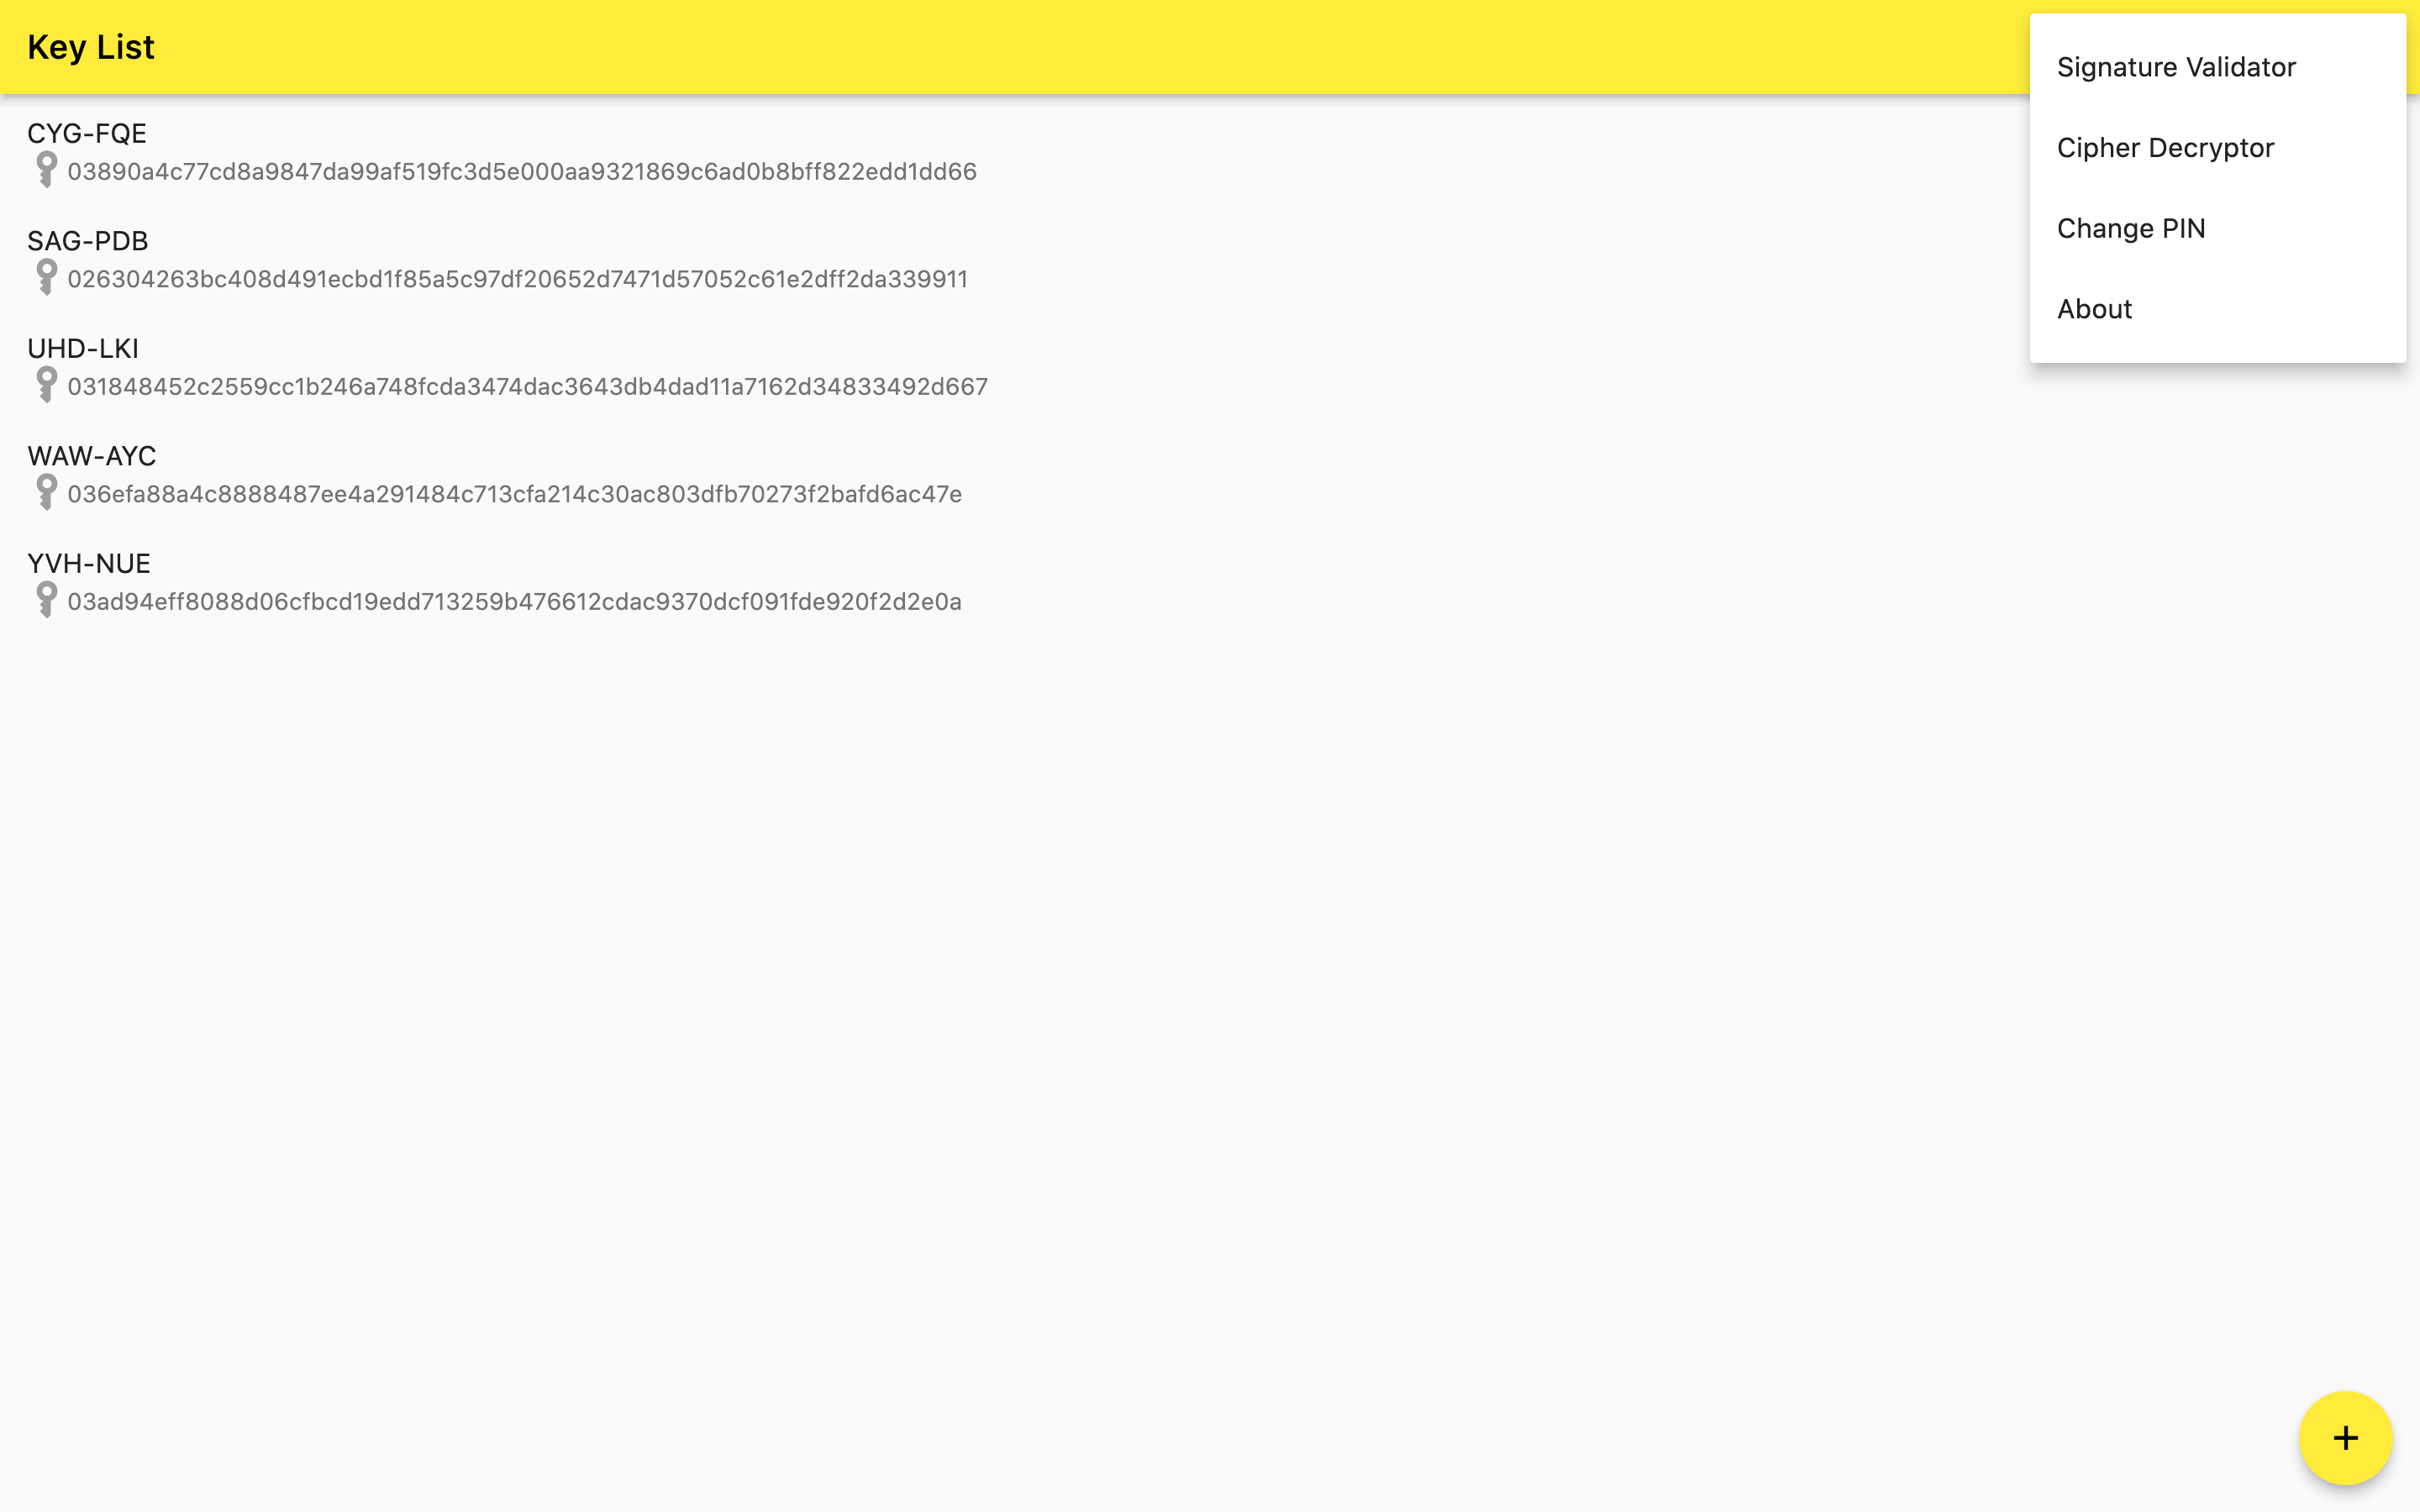 Key List
Signature Validator
Cipher Decryptor
Change PIN
About
CYG-FQE
03890a4c77cd8a9847da99af519fc3d5e000aa9321869c6ad0b8bff822edd1dd66
SAG-PDB
026304263bc408d491ecbd1f85a5c97df20652d7471d57052c61e2dff2da339911
UHD-LKI
031848452c2559cc1b246a748fcda3474dac3643db4dad11a7162d34833492d667
WAW-AYC
036efa88a4c8888487ee4a291484c713cfa214c30ac803dfb70273f2bafd6ac47e
YVH-NUE
03ad94eff8088d06cfbcd19edd713259b476612cdac9370dcf091fde920f2d2e0a